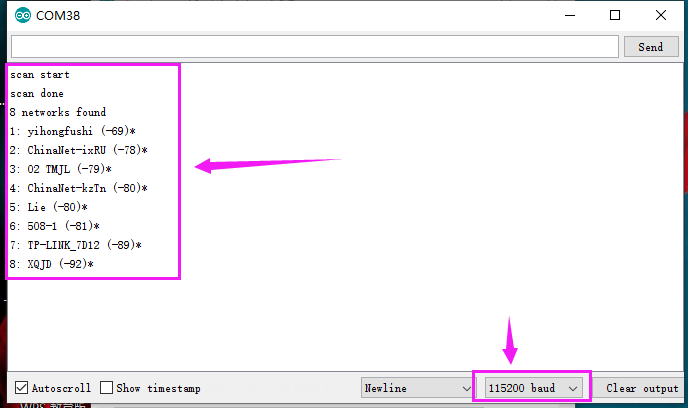 COM38
Send
scan start
scan done
8 networks found
1: yihongfushi (-69)*
2: ChinaNet-ixRU (-78)*
3: O2 TMJL (-79)*
4: ChinaNet-kzTn (-80)*
5: Lie (-80)*
6: 508-1 (-81)*
7: TP-LINK_7D12 (-89)*
8: XQJD (-92)*
Autoscroll Show timestamp Newline 115200 baud Clear output